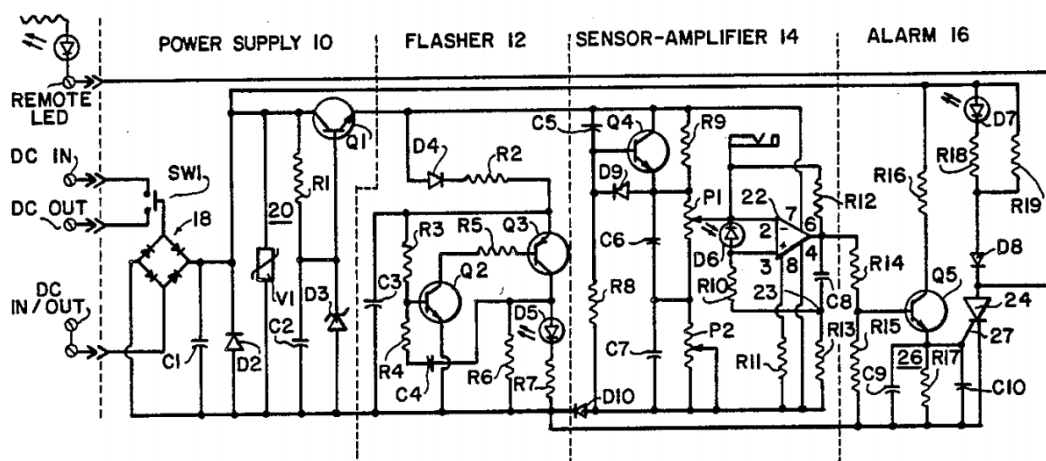 POWER SUPPLY 10 FLASHER 12 SENSOR-AMPLIFIER 14 ALARM 16
REMOTE
LED
DC IN
SW1
DC OUT
18
DC
IN/OUT
C1
D2
20
V1
R1
C2
D3
Q1
D4
R2
R3
R5
Q3
Q2
C3
R4
C4
D5
R6
R7
C5
Q4
R9
D9
P1
C6
R8
C7
P2
D10
D6
R10
22
7
2
6
3
8
4
23
R11
R12
C8
R13
R14
R15
R16
Q5
C9
26
R17
C10
D7
R18
R19
D8
24
27